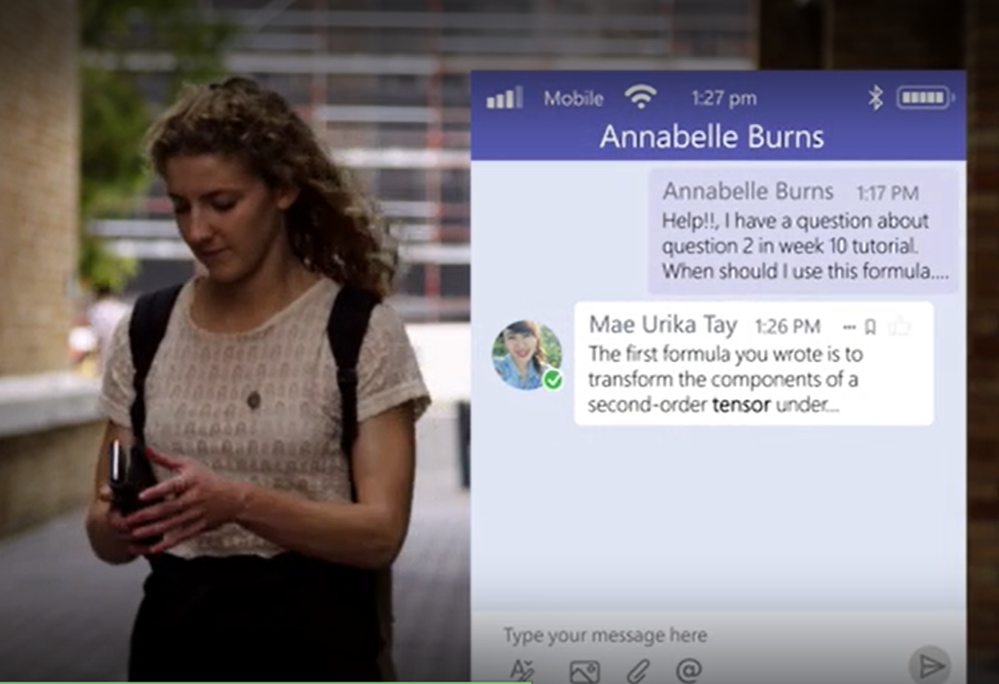 Mobile 1:27 pm
Annabelle Burns
Annabelle Burns 1:17 PM
Help!!, I have a question about
question 2 in week 10 tutorial.
When should I use this formula....
Mae Urika Tay 1:26 PM
The first formula you wrote is to
transform the components of a
second-order tensor under...
Type your message here